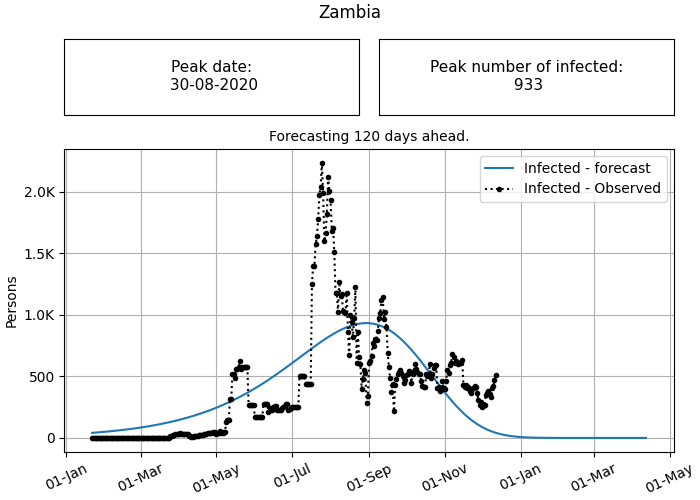 Zambia
Peak date:
30-08-2020
Peak number of infected:
933
Forecasting 120 days ahead.
Infected - forecast
Infected - Observed
2.0K
1.5K
1.0K
500
0
Persons
01-Jan
01-Mar
01-May
01-Jul
01-Sep
01-Nov
01-Jan
01-Mar
01-May